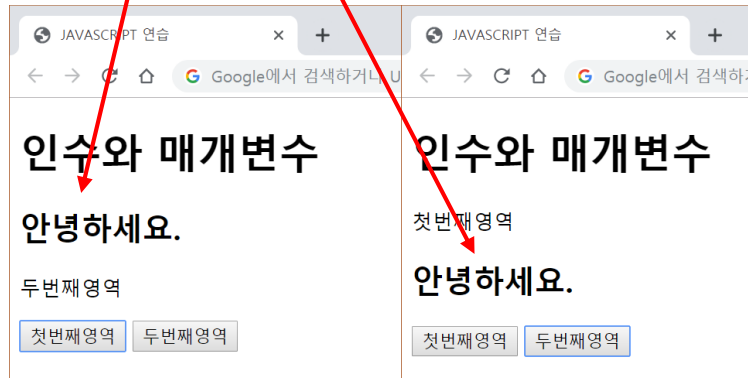 JAVASCRIPT 연습
Google에서 검색하거나 U
인수와 매개변수
안녕하세요.
두번째영역
첫번째영역 두번째영역
JAVASCRIPT 연습
Google에서 검색하
인수와 매개변수
첫번째영역
안녕하세요.
첫번째영역 두번째영역